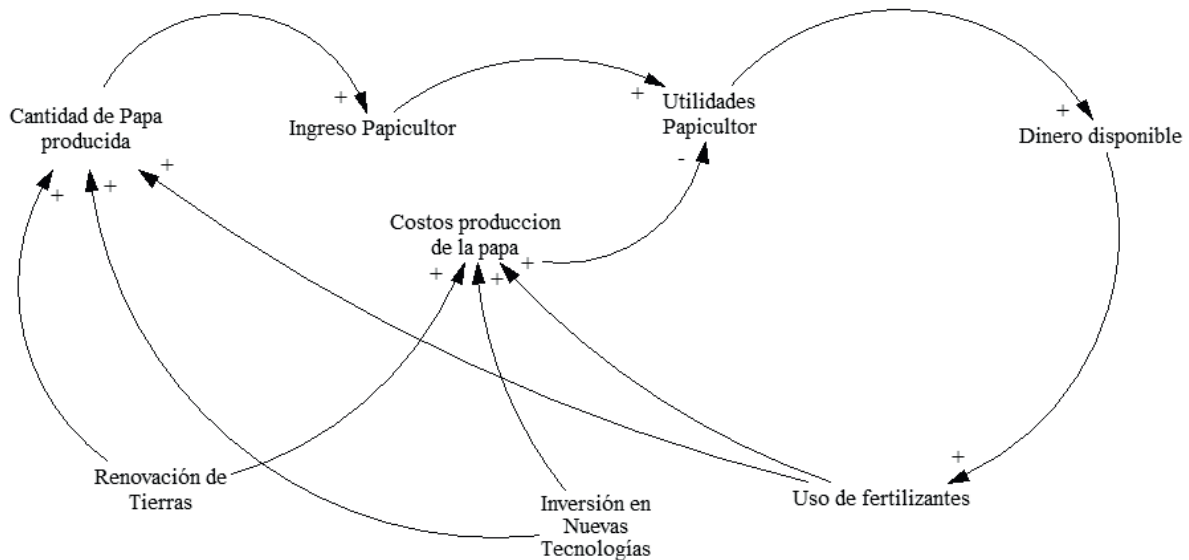 Cantidad de Papa
producida
+
Ingreso Papicultor
+
Utilidades
Papicultor
+
Dinero disponible
+
+
+
-
Costos produccion
de la papa
+
+
+
Renovación de
Tierras
Inversión en
Nuevas
Tecnologías
+
Uso de fertilizantes